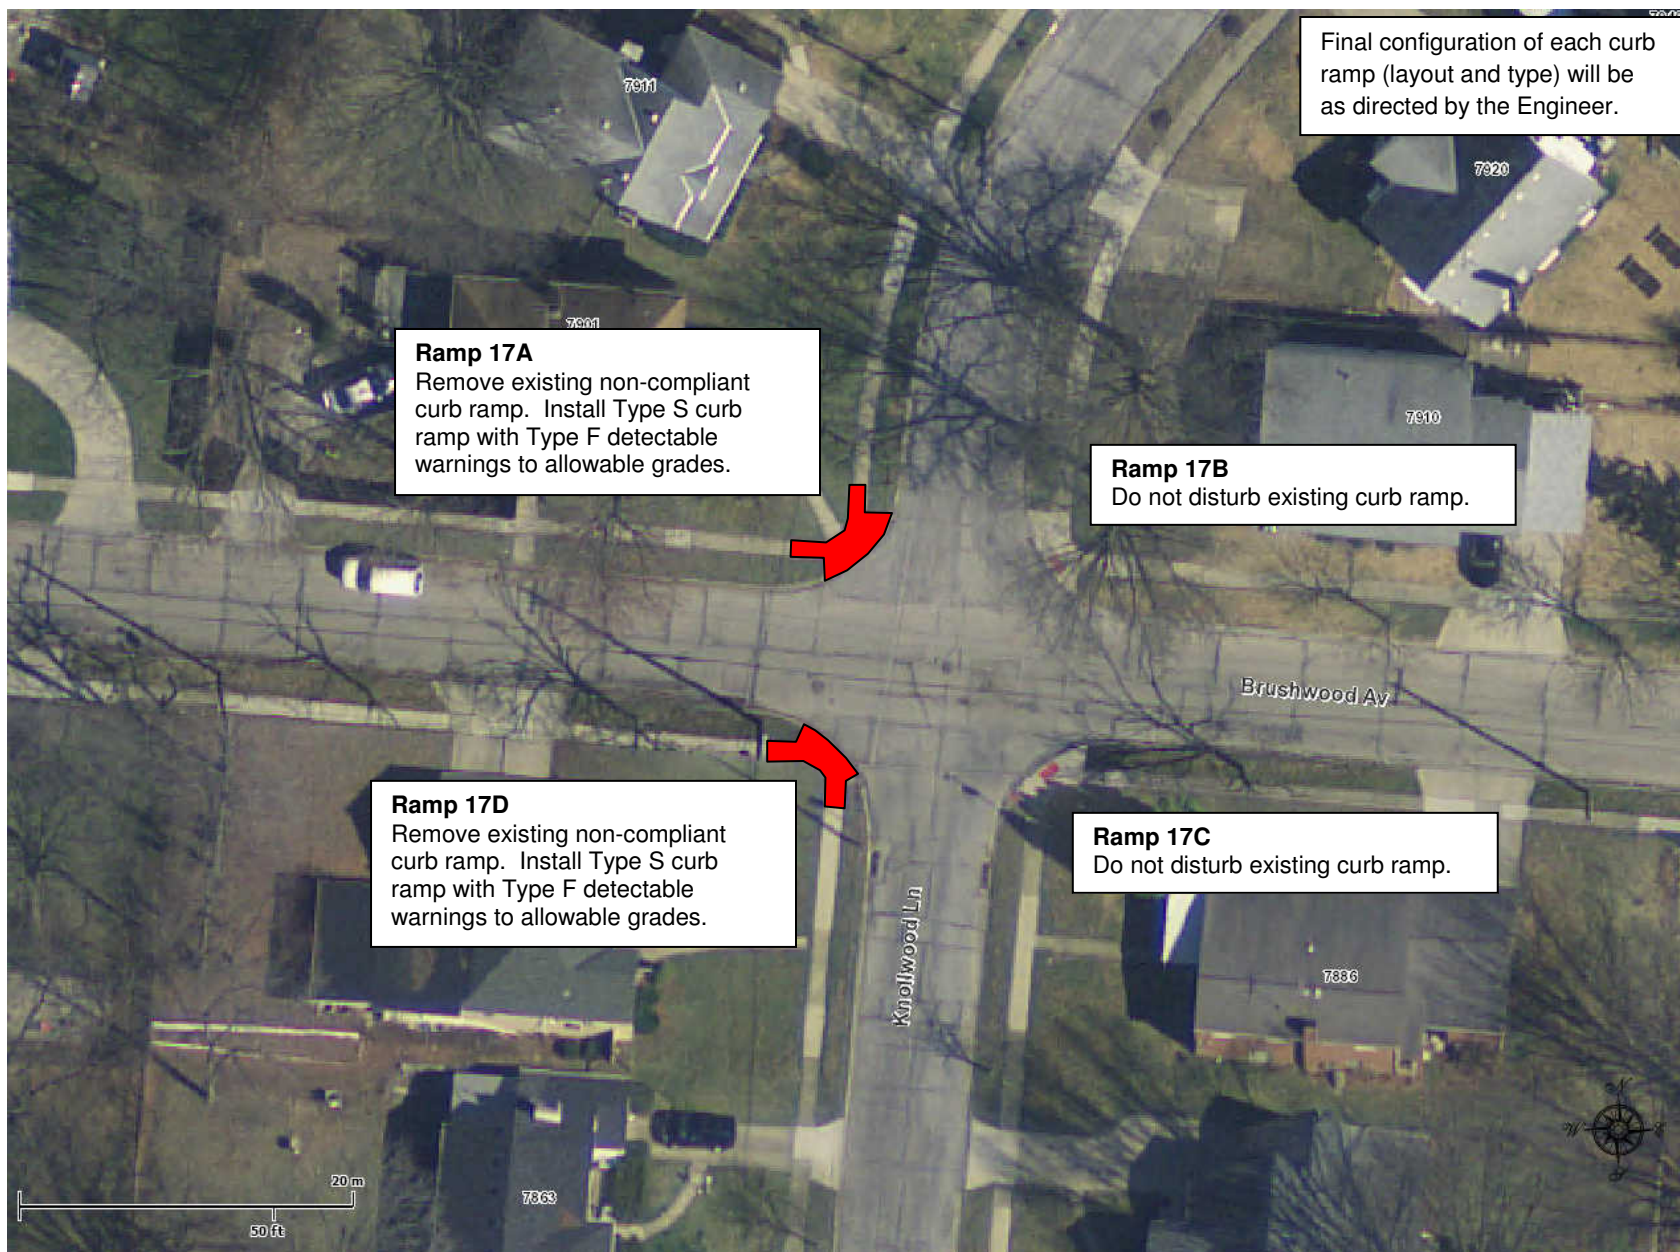 Final configuration of each curb
ramp (layout and type) will be
as directed by the Engineer.
7911
7920
7901
Ramp 17A
Remove existing non-compliant
curb ramp. Install Type S curb
ramp with Type F detectable
warnings to allowable grades.
7910
Ramp 17B
Do not disturb existing curb ramp.
Brushwood Av
Ramp 17D
Remove existing non-compliant
curb ramp. Install Type S curb
ramp with Type F detectable
warnings to allowable grades.
Ramp 17C
Do not disturb existing curb ramp.
Knollwood Ln
7886
N
W
E
S
20 m
50 ft
7863